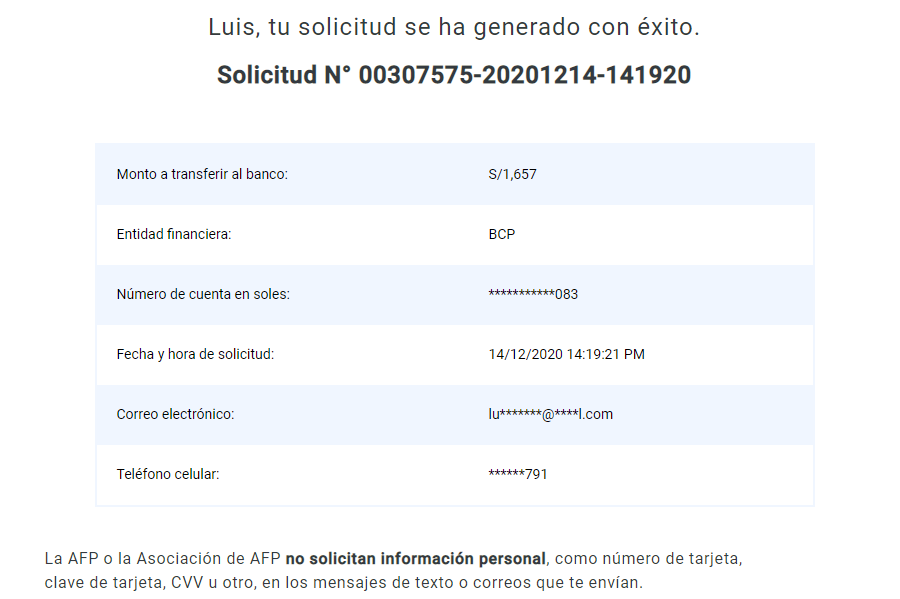 Luis, tu solicitud se ha generado con éxito.
Solicitud N° 00307575-20201214-141920
Monto a transferir al banco: S/1,657
Entidad financiera: BCP
Número de cuenta en soles: ***********083
Fecha y hora de solicitud: 14/12/2020 14:19:21 PM
Correo electrónico: lu*******@****l.com
Teléfono celular: ******791
La AFP o la Asociación de AFP no solicitan información personal, como número de tarjeta,
clave de tarjeta, CVV u otro, en los mensajes de texto o correos que te envían.